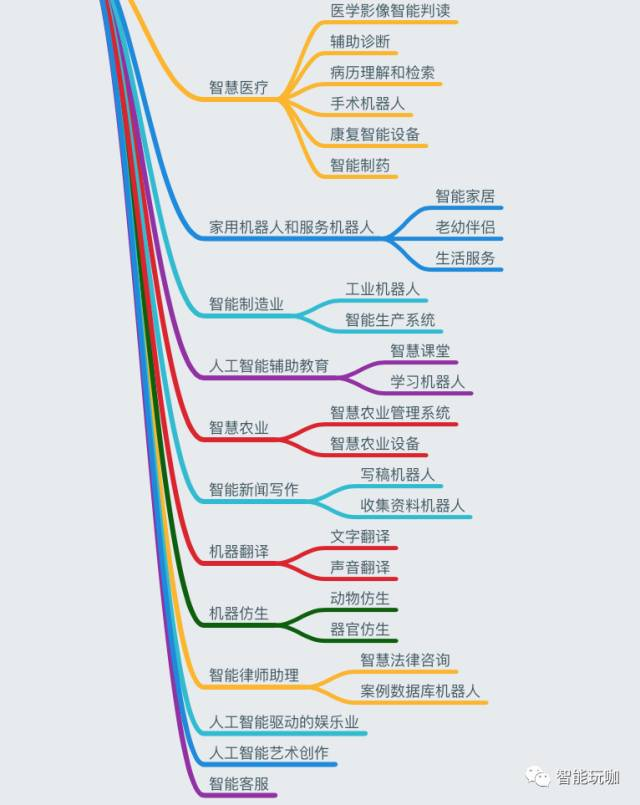 医学影像智能判读
辅助诊断
智慧医疗
病历理解和检索
手术机器人
康复智能设备
智能制药
智能家居
家用机器人和服务机器人
老幼伴侣
生活服务
工业机器人
智能制造业
智能生产系统
智慧课堂
人工智能辅助教育
学习机器人
智慧农业管理系统
智慧农业
智慧农业设备
写稿机器人
智能新闻写作
收集资料机器人
文字翻译
机器翻译
声音翻译
动物仿生
机器仿生
器官仿生
智慧法律咨询
智能律师助理
案例数据库机器人
人工智能驱动的娱乐业
人工智能艺术创作
智能客服
智能玩咖